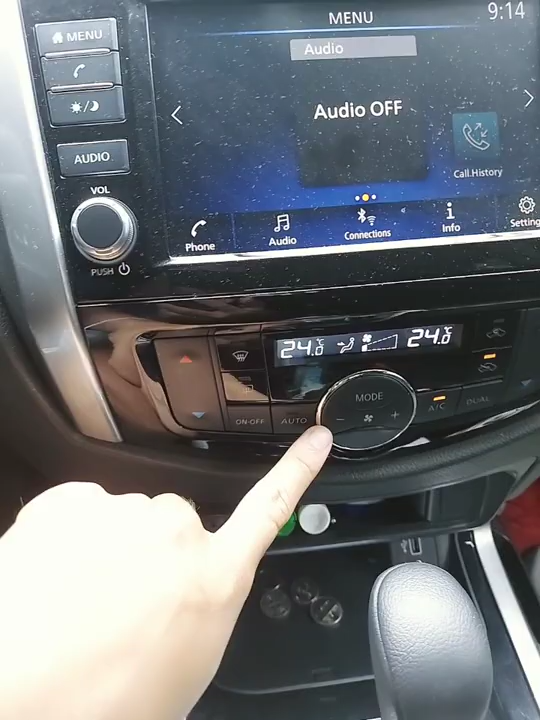 MENU
9:14
MENU
Audio
Audio OFF
AUDIO
Call.History
VOL
Phone
Audio
Connections
Info
Setting
PUSH
24.0°C
24.0°C
MODE
ON·OFF
AUTO
-
+
A/C
DUAL